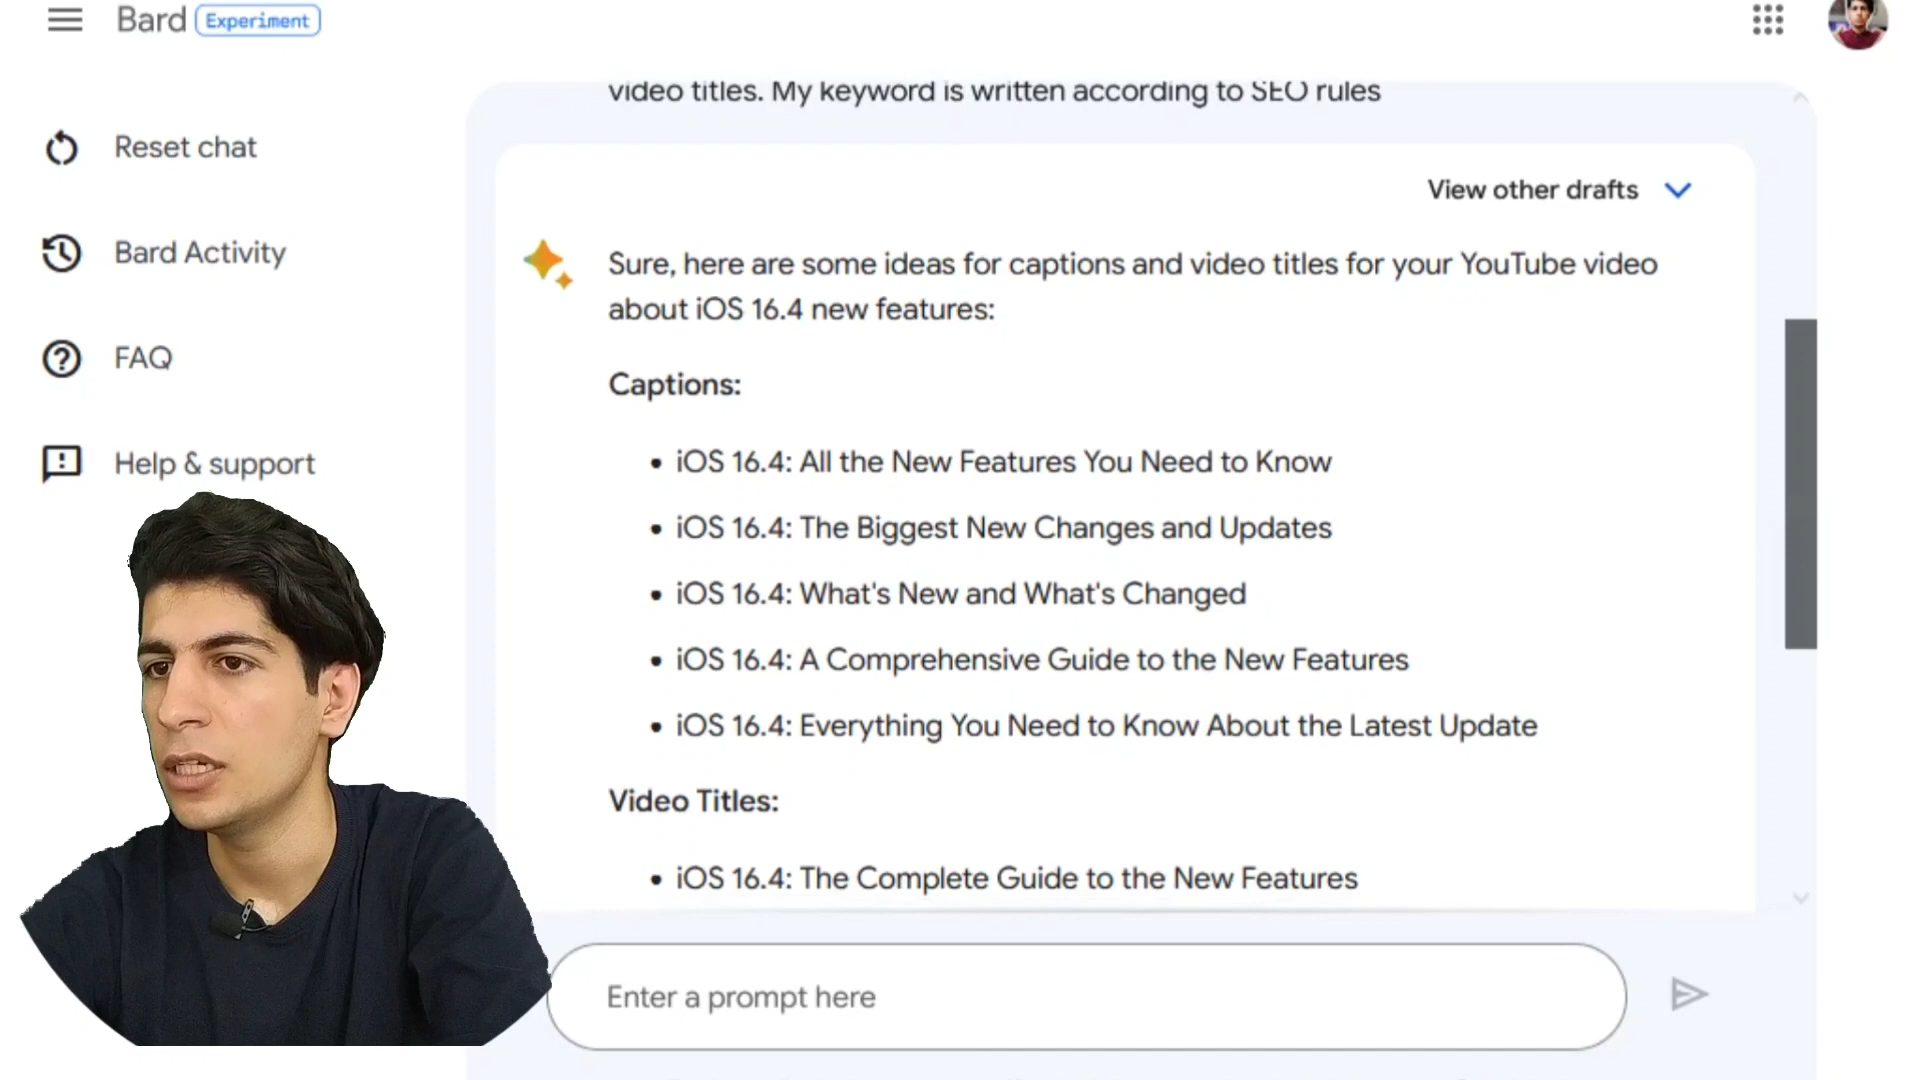 Bard Experiment
video titles. My keyword is written according to SEO rules
Reset chat
View other drafts
Bard Activity
Sure, here are some ideas for captions and video titles for your YouTube video
about iOS 16.4 new features:
FAQ
Captions:
Help & support
• iOS 16.4: All the New Features You Need to Know
• iOS 16.4: The Biggest New Changes and Updates
• iOS 16.4: What's New and What's Changed
• iOS 16.4: A Comprehensive Guide to the New Features
• iOS 16.4: Everything You Need to Know About the Latest Update
Video Titles:
• iOS 16.4: The Complete Guide to the New Features
Enter a prompt here